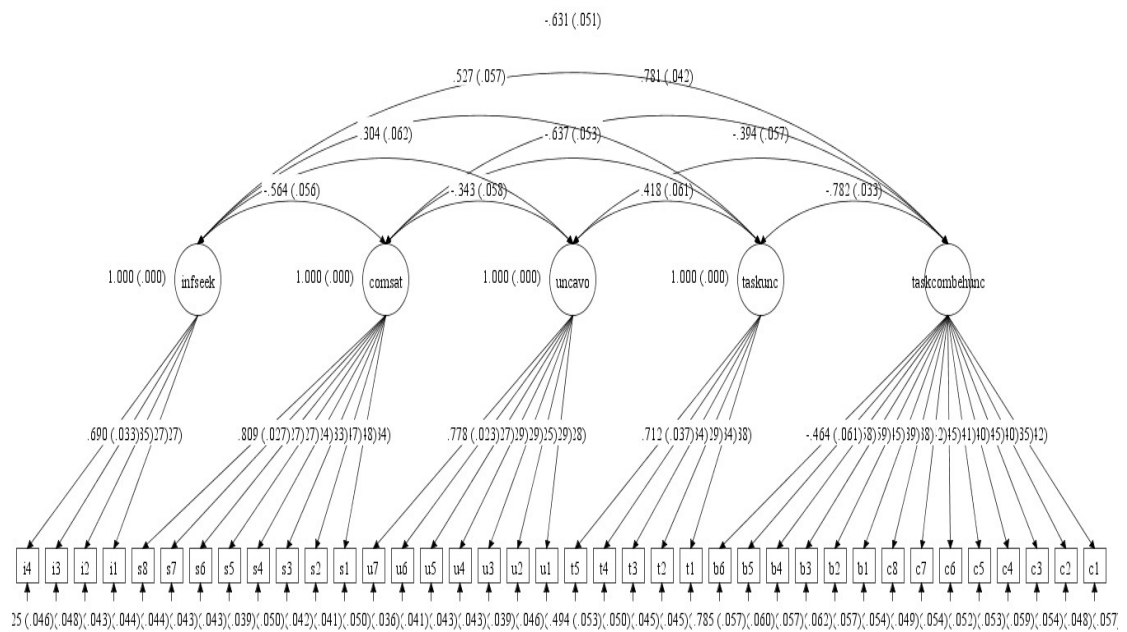 -.631 (.051)
.527 (.057) .781 (.042)
.304 (.062) -.637 (.053) -.394 (.057)
-.564 (.056) -.343 (.058) .418 (.061) -.782 (.033)
1.000 (.000) infseek 1.000 (.000) comsat 1.000 (.000) uncavo 1.000 (.000) taskunc taskcombehunc
.690 (.033) .809 (.027) .778 (.023) .712 (.037) -.464 (.061)
i4 i3 i2 i1 s8 s7 s6 s5 s4 s3 s2 s1 u7 u6 u5 u4 u3 u2 u1 t5 t4 t3 t2 t1 b6 b5 b4 b3 b2 b1 c8 c7 c6 c5 c4 c3 c2 c1
25 (.046)(.048)(.043)(.044)(.044)(.043)(.043)(.039)(.050)(.042)(.041)(.050)(.036)(.041)(.043)(.043)(.039)(.046).494 (.053)(.050)(.045)(.045).785 (.057)(.060)(.057)(.062)(.057)(.054)(.049)(.054)(.052)(.053)(.059)(.054)(.048)(.057